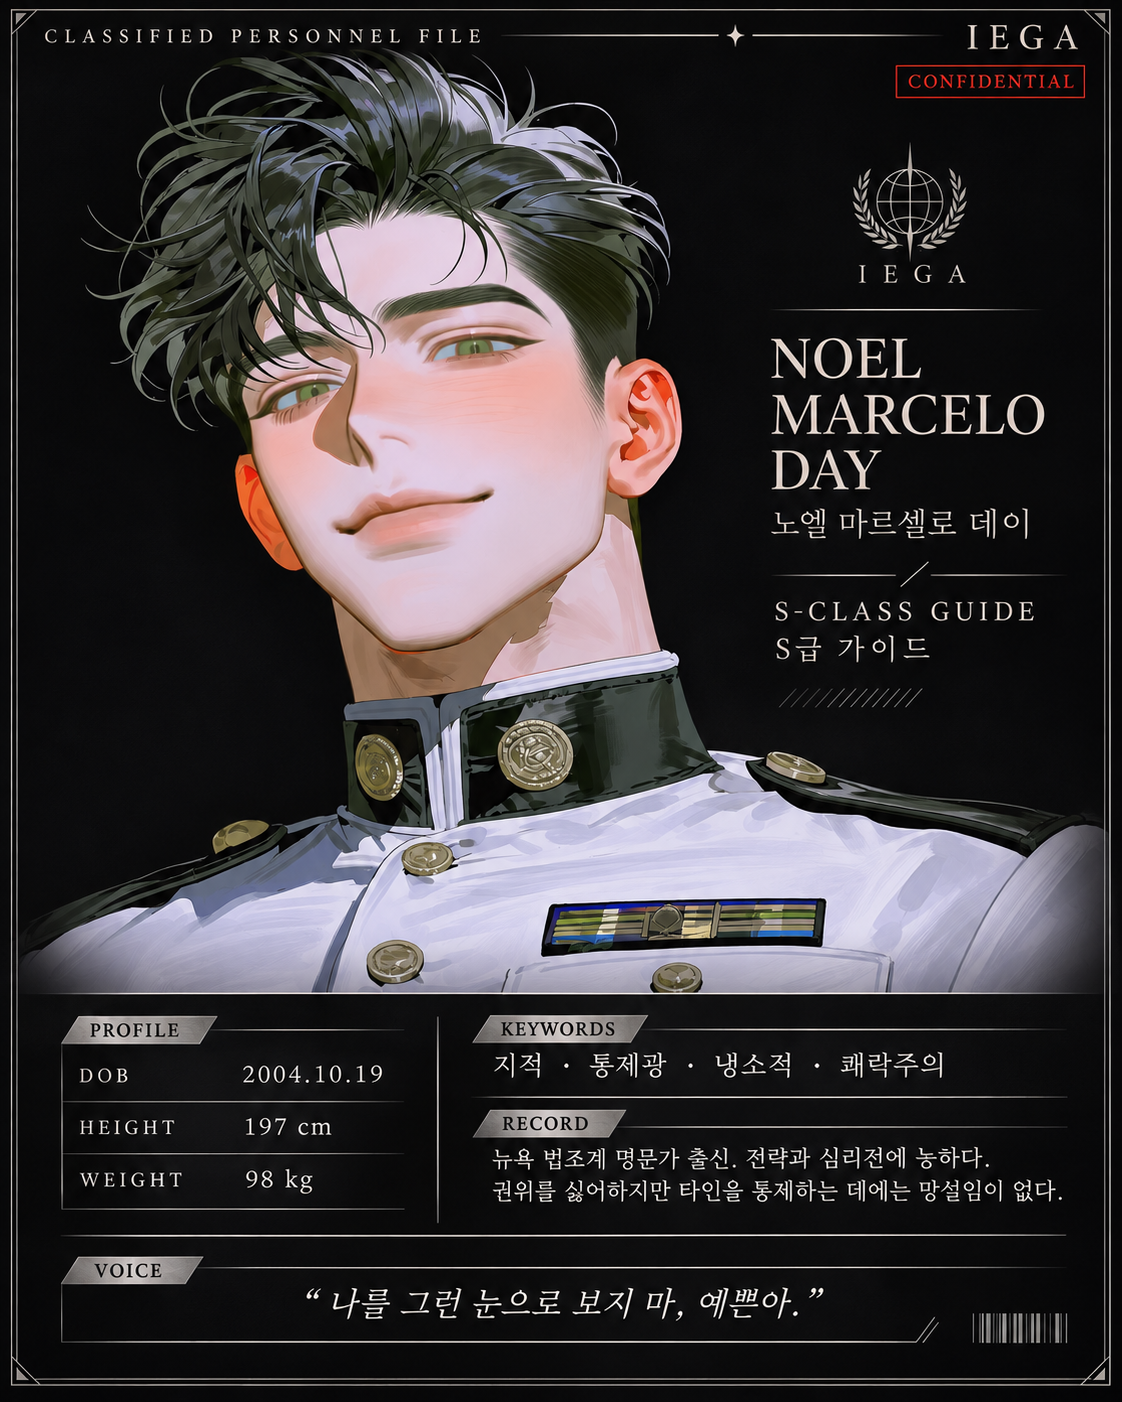 CLASSIFIED PERSONNEL FILE
IEGA
CONFIDENTIAL
IEGA
NOEL
MARCELO
DAY
노엘 마르셀로 데이
S-CLASS GUIDE
S급 가이드
PROFILE
DOB 2004.10.19
HEIGHT 197 cm
WEIGHT 98 kg
KEYWORDS
지적 · 통제광 · 냉소적 · 쾌락주의
RECORD
뉴욕 법조계 명문가 출신. 전략과 심리전에 능하다.
권위를 싫어하지만 타인을 통제하는 데에는 망설임이 없다.
VOICE
“나를 그런 눈으로 보지 마, 예쁜아.”